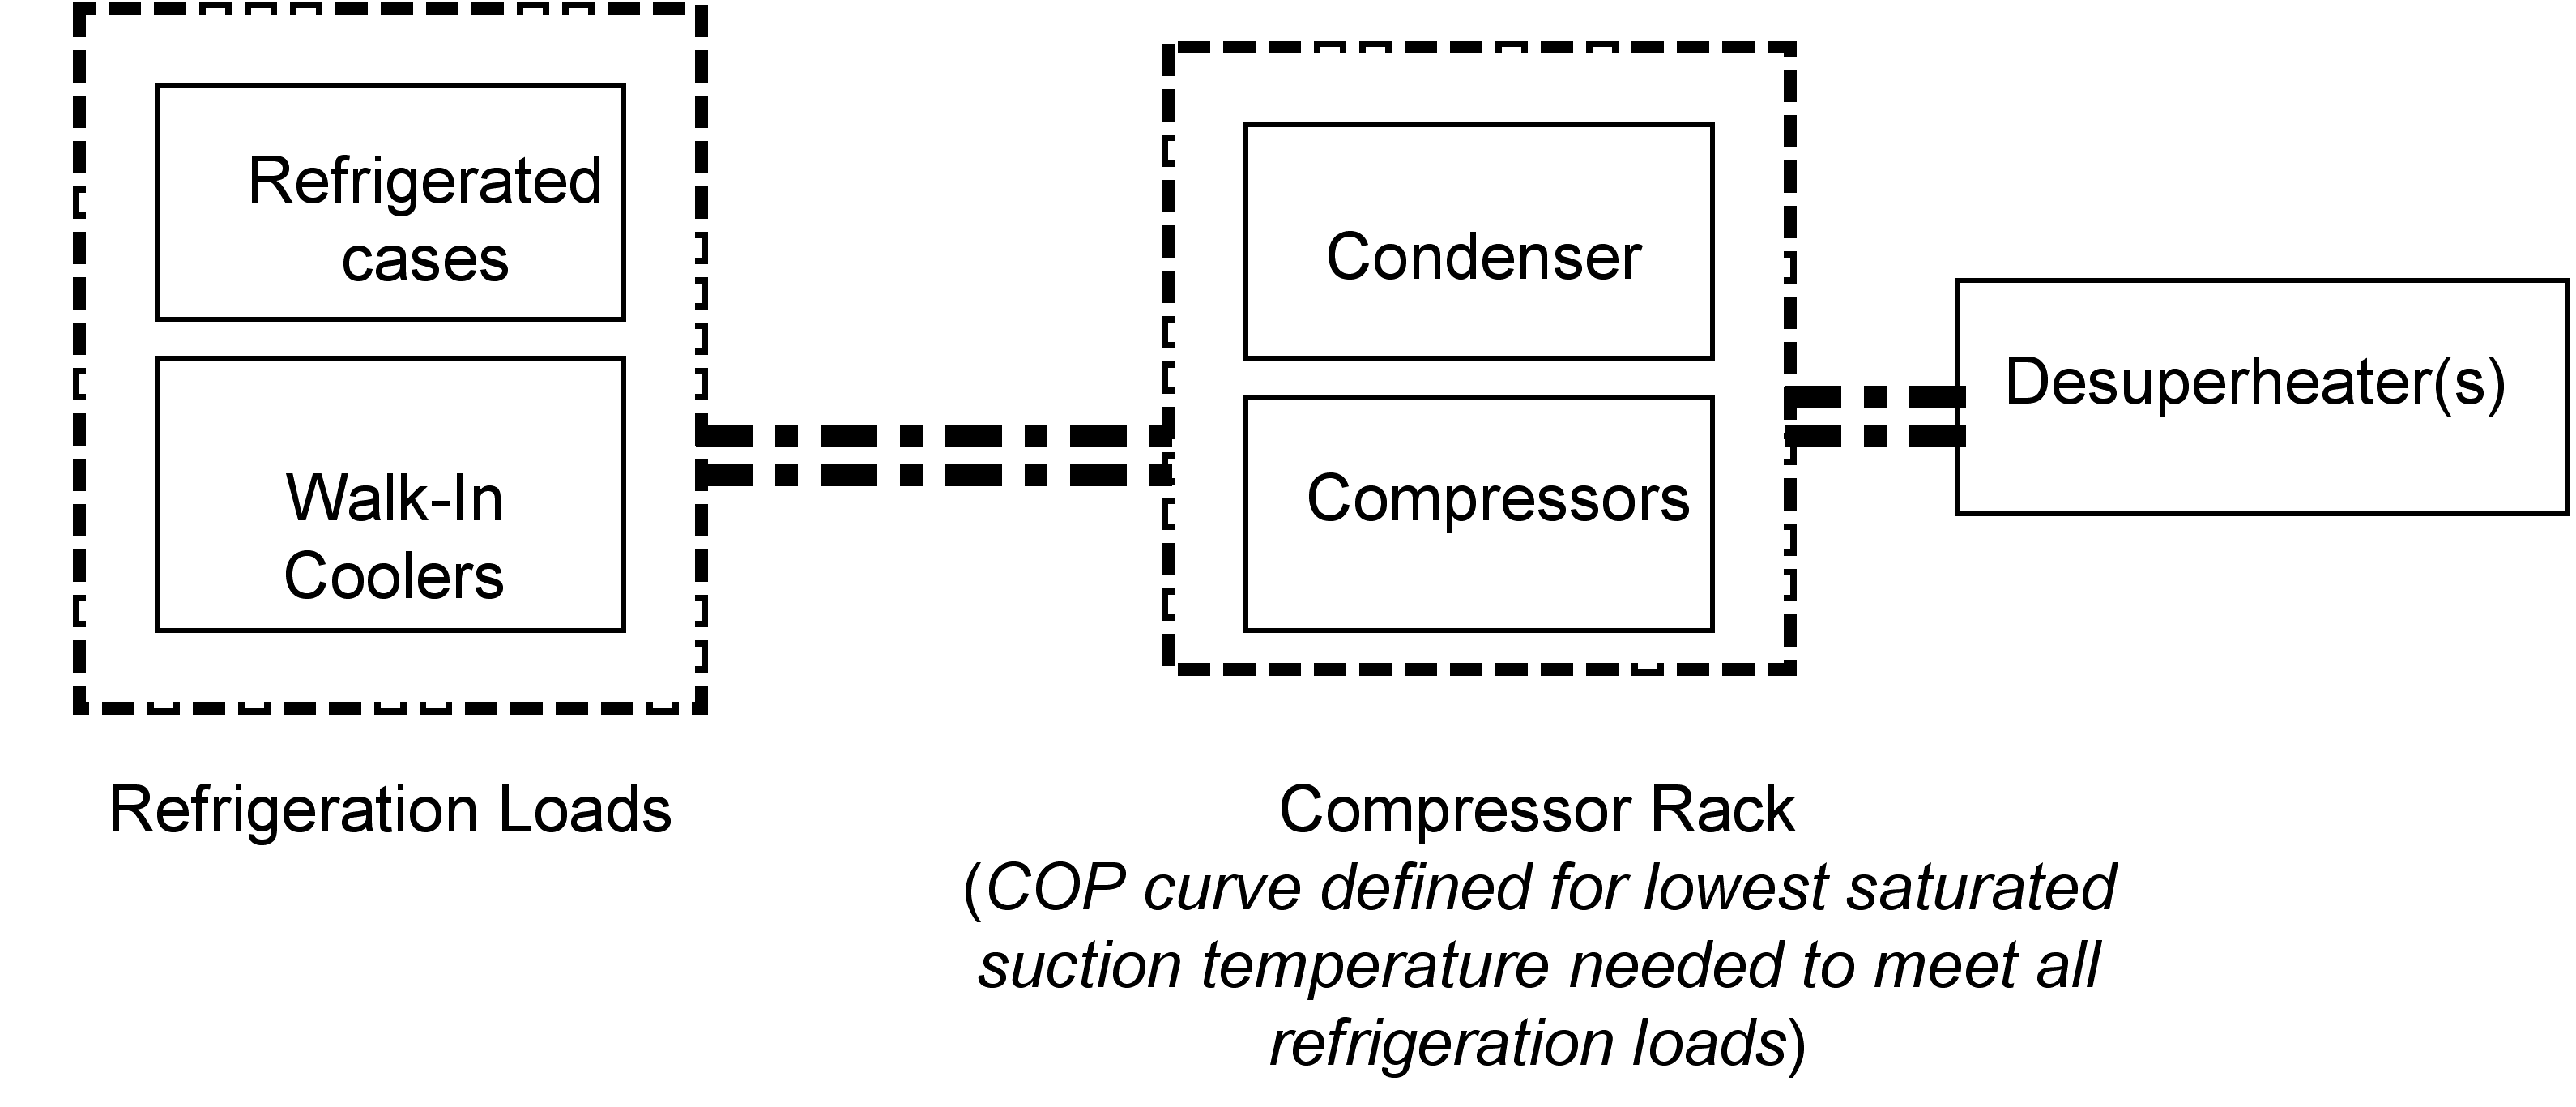 Refrigerated
cases
Walk-In
Coolers
Refrigeration Loads
Condenser
Compressors
Compressor Rack
(COP curve defined for lowest saturated
suction temperature needed to meet all
refrigeration loads)
Desuperheater(s)